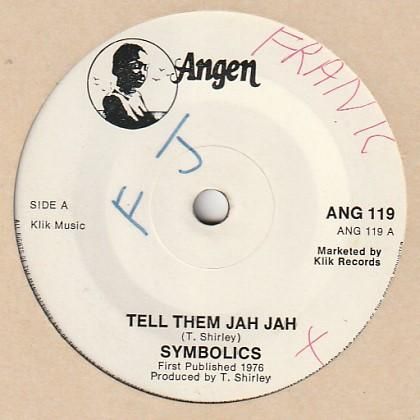 Angen
FRANK
F J
SIDE A
Klik Music
ANG 119
ANG 119 A
Marketed by
Klik Records
TELL THEM JAH JAH
(T. Shirley)
SYMBOLICS
First Published 1976
Produced by T. Shirley
X